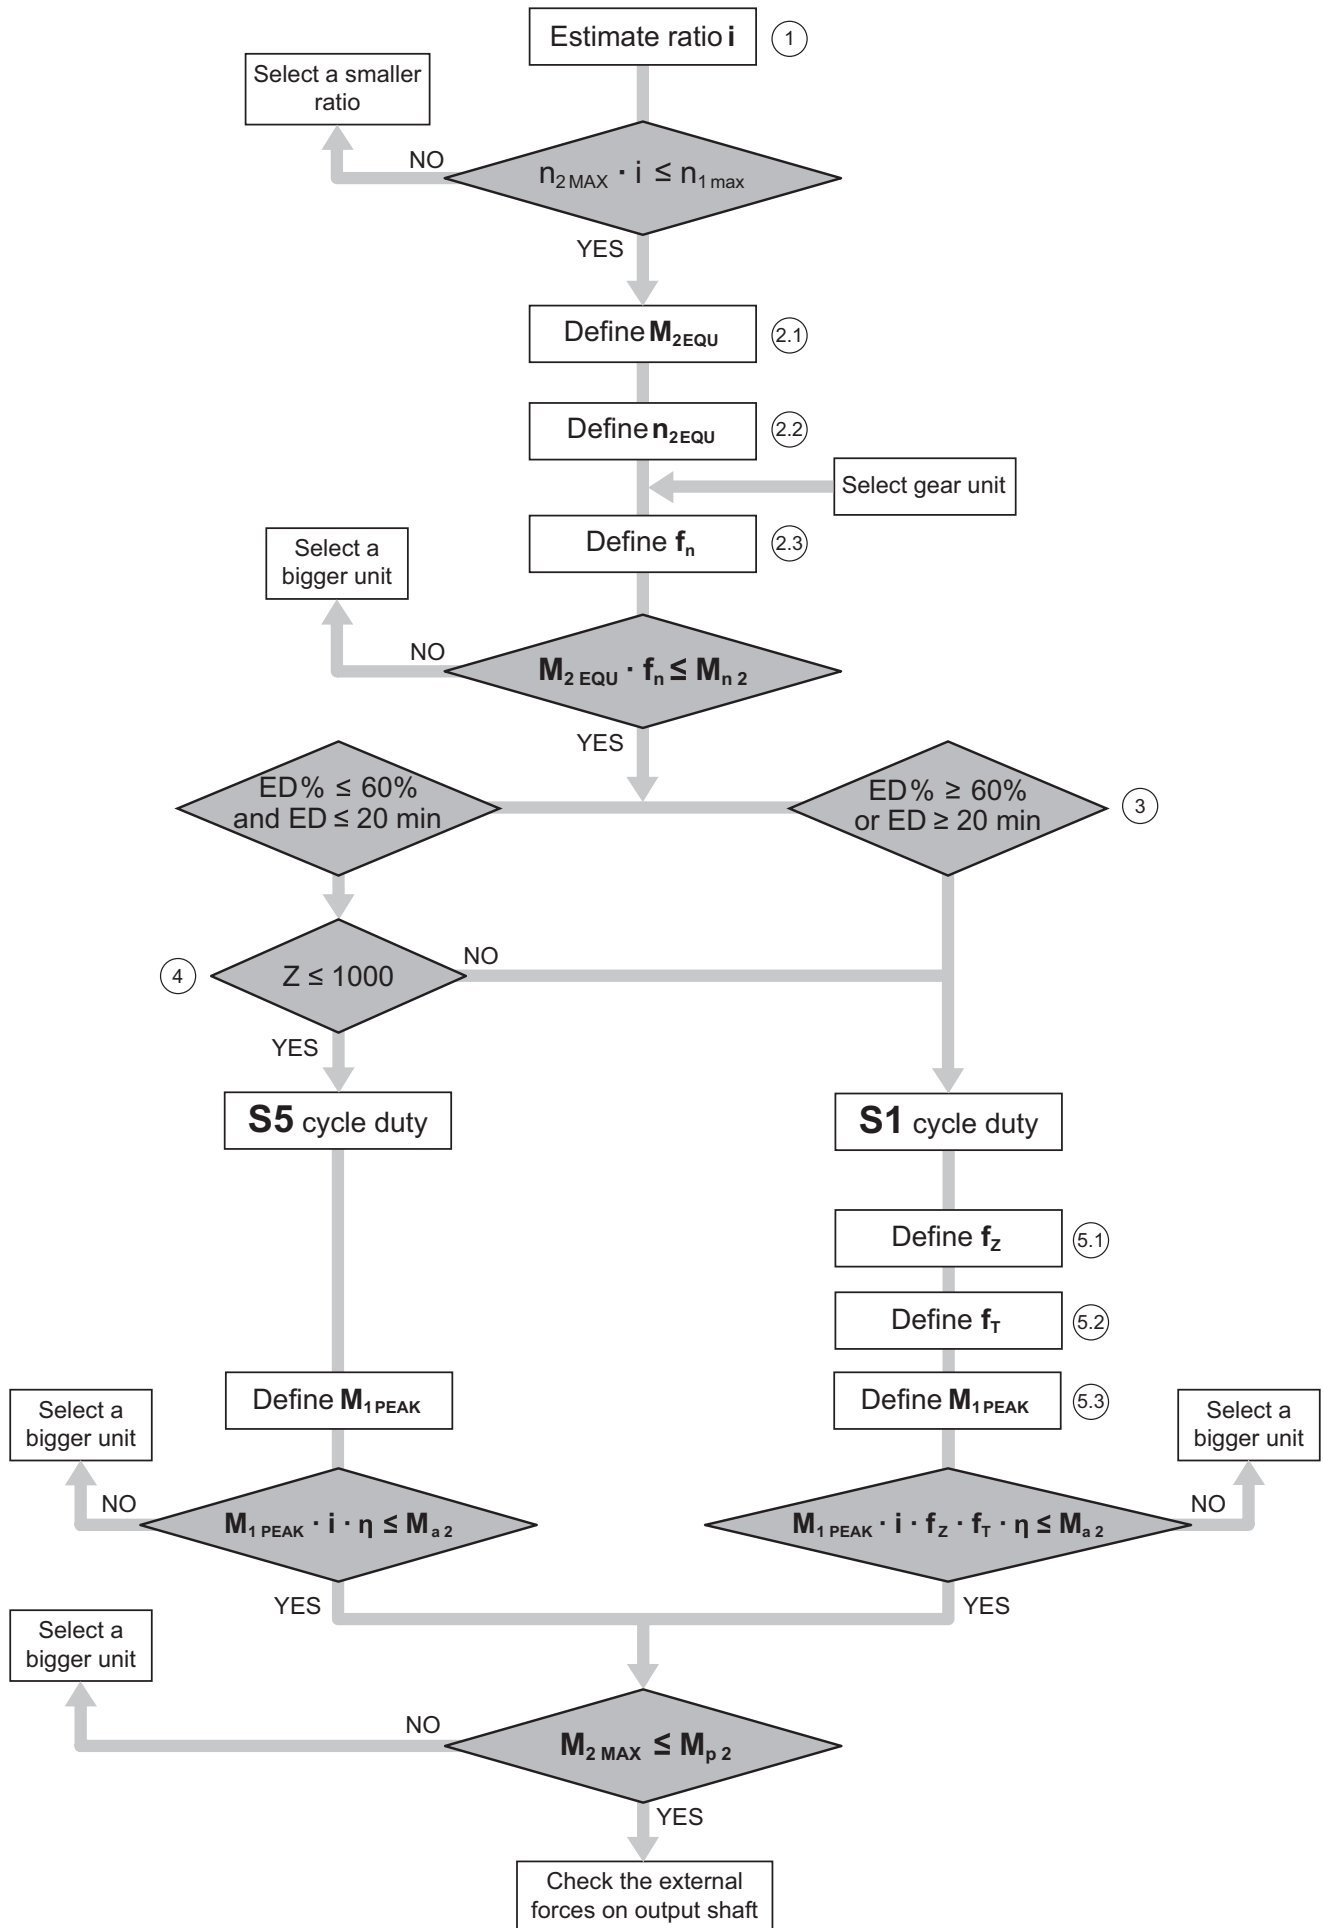 Estimate ratio i
1
Select a smaller
ratio
NO
n2 MAX · i ≤ n1 max
YES
Define M2EQU
2.1
Define n2EQU
2.2
Select gear unit
Define fn
2.3
Select a
bigger unit
NO
M2 EQU · fn ≤ Mn 2
YES
ED% ≤ 60%
and ED ≤ 20 min
ED% ≥ 60%
or ED ≥ 20 min
3
4
Z ≤ 1000
NO
YES
S5 cycle duty
S1 cycle duty
Define fZ
5.1
Define fT
5.2
Define M1 PEAK
Define M1 PEAK
5.3
Select a
bigger unit
Select a
bigger unit
NO
M1 PEAK · i · η ≤ Ma 2
M1 PEAK · i · fZ · fT · η ≤ Ma 2
NO
YES
YES
Select a
bigger unit
NO
M2 MAX ≤ Mp 2
YES
Check the external
forces on output shaft